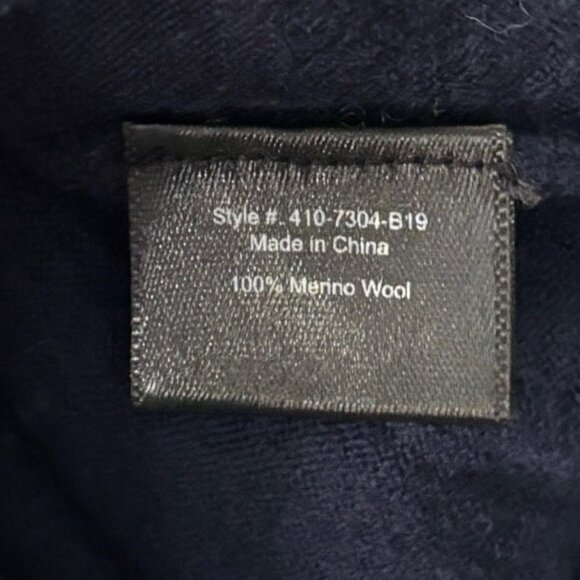 Style #. 410-7304-B19
Made in China
100% Merino Wool